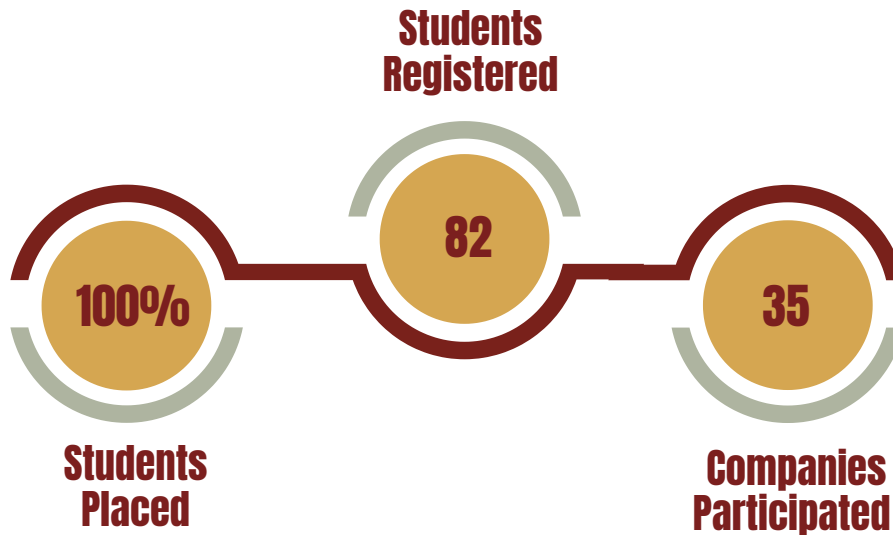 Students
Registered
82
100%
Students
Placed
35
Companies
Participated